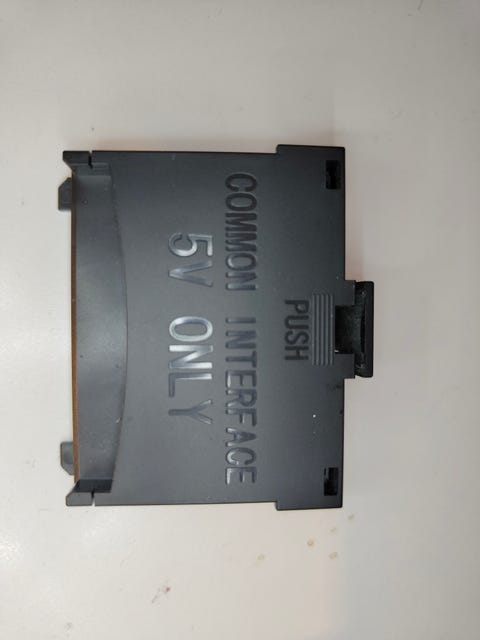 PUSH
COMMON INTERFACE
5V ONLY